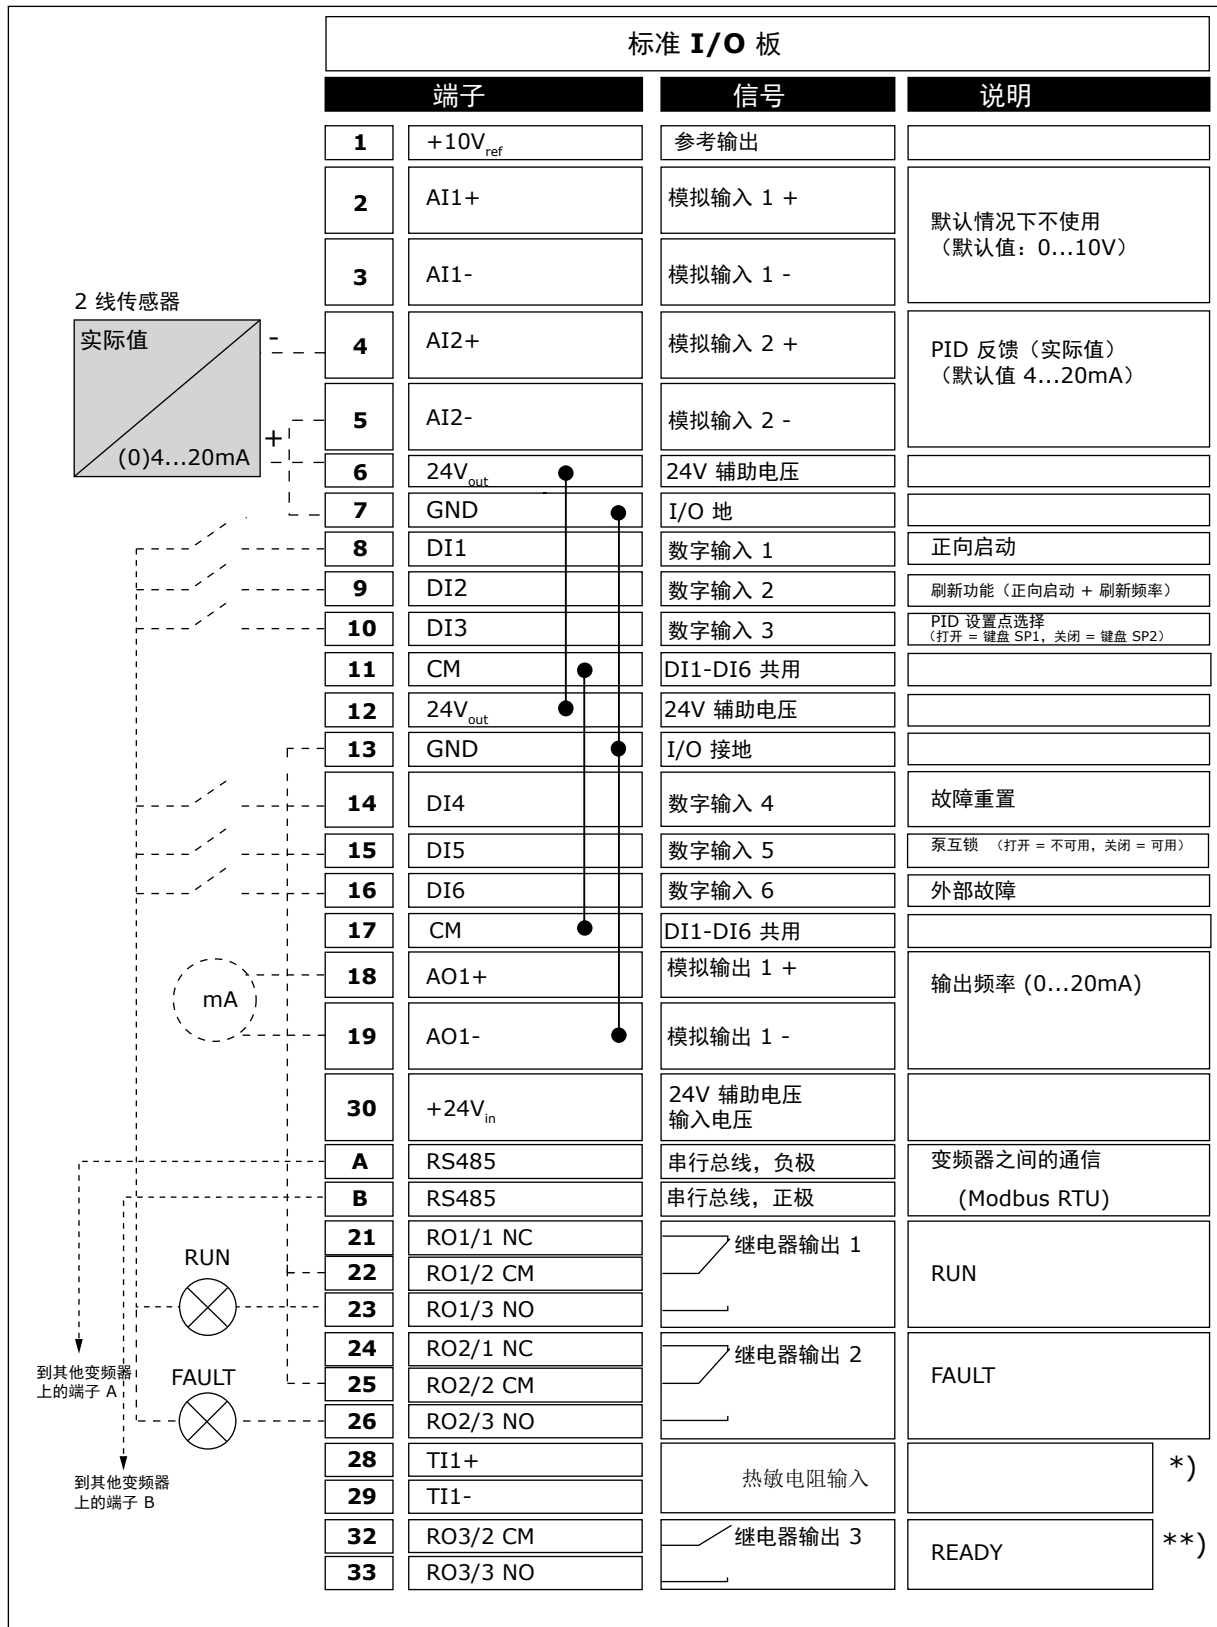 标准 I/O 板
端子 信号 说明
1 +10Vref 参考输出
2 AI1+ 模拟输入 1 +
默认情况下不使用
（默认值：0...10V）
3 AI1- 模拟输入 1 -
2 线传感器
实际值
-
4 AI2+ 模拟输入 2 +
PID 反馈（实际值）
（默认值 4...20mA）
5 AI2- 模拟输入 2 -
+
(0)4...20mA
6 24Vout 24V 辅助电压
7 GND I/O 地
8 DI1 数字输入 1 正向启动
9 DI2 数字输入 2 刷新功能（正向启动 + 刷新频率）
10 DI3 数字输入 3 PID 设置点选择
（打开 = 键盘 SP1，关闭 = 键盘 SP2）
11 CM DI1-DI6 共用
12 24Vout 24V 辅助电压
13 GND I/O 接地
14 DI4 数字输入 4 故障重置
15 DI5 数字输入 5 泵互锁 （打开 = 不可用，关闭 = 可用）
16 DI6 数字输入 6 外部故障
17 CM DI1-DI6 共用
18 AO1+ 模拟输出 1 +
输出频率 (0...20mA)
mA
19 AO1- 模拟输出 1 -
30 +24Vin 24V 辅助电压
输入电压
A RS485 串行总线，负极 变频器之间的通信
B RS485 串行总线，正极 (Modbus RTU)
21 RO1/1 NC 继电器输出 1
RUN
22 RO1/2 CM RUN
23 RO1/3 NO
24 RO2/1 NC 继电器输出 2
到其他变频器
上的端子 A
FAULT
25 RO2/2 CM FAULT
26 RO2/3 NO
28 TI1+ *)
热敏电阻输入
到其他变频器
上的端子 B
29 TI1-
32 RO3/2 CM 继电器输出 3 READY **)
33 RO3/3 NO